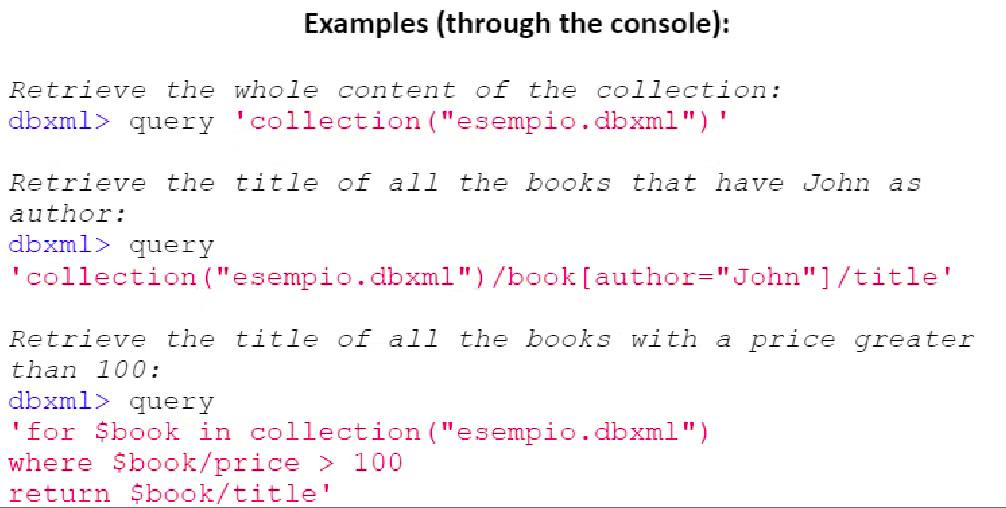 Examples (through the console):
Retrieve the whole content of the collection:
dbxml> query 'collection("esempio.dbxml")'
Retrieve the title of all the books that have John as
author:
dbxml> query
'collection("esempio.dbxml")/book[author="John"]/title'
Retrieve the title of all the books with a price greater
than 100:
dbxml> query
'for $book in collection("esempio.dbxml")
where $book/price > 100
return $book/title'